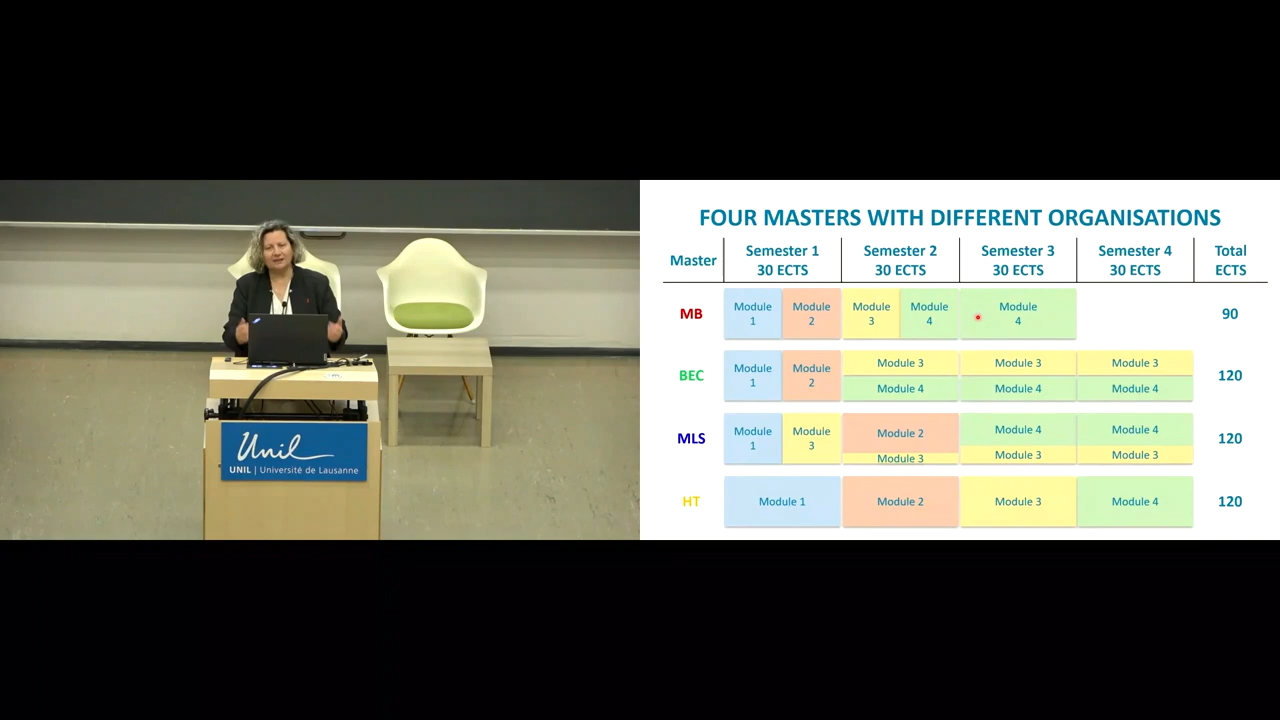 FOUR MASTERS WITH DIFFERENT ORGANISATIONS
Master
Semester 1
30 ECTS
Semester 2
30 ECTS
Semester 3
30 ECTS
Semester 4
30 ECTS
Total
ECTS
MB
Module
1
Module
2
Module
3
Module
4
Module
4
90
BEC
Module
1
Module
2
Module 3
Module 4
Module 3
Module 4
Module 3
Module 4
120
MLS
Module
1
Module
3
Module 2
Module 3
Module 4
Module 3
Module 4
Module 3
120
HT
Module 1
Module 2
Module 3
Module 4
120
Unil
UNIL | Université de Lausanne